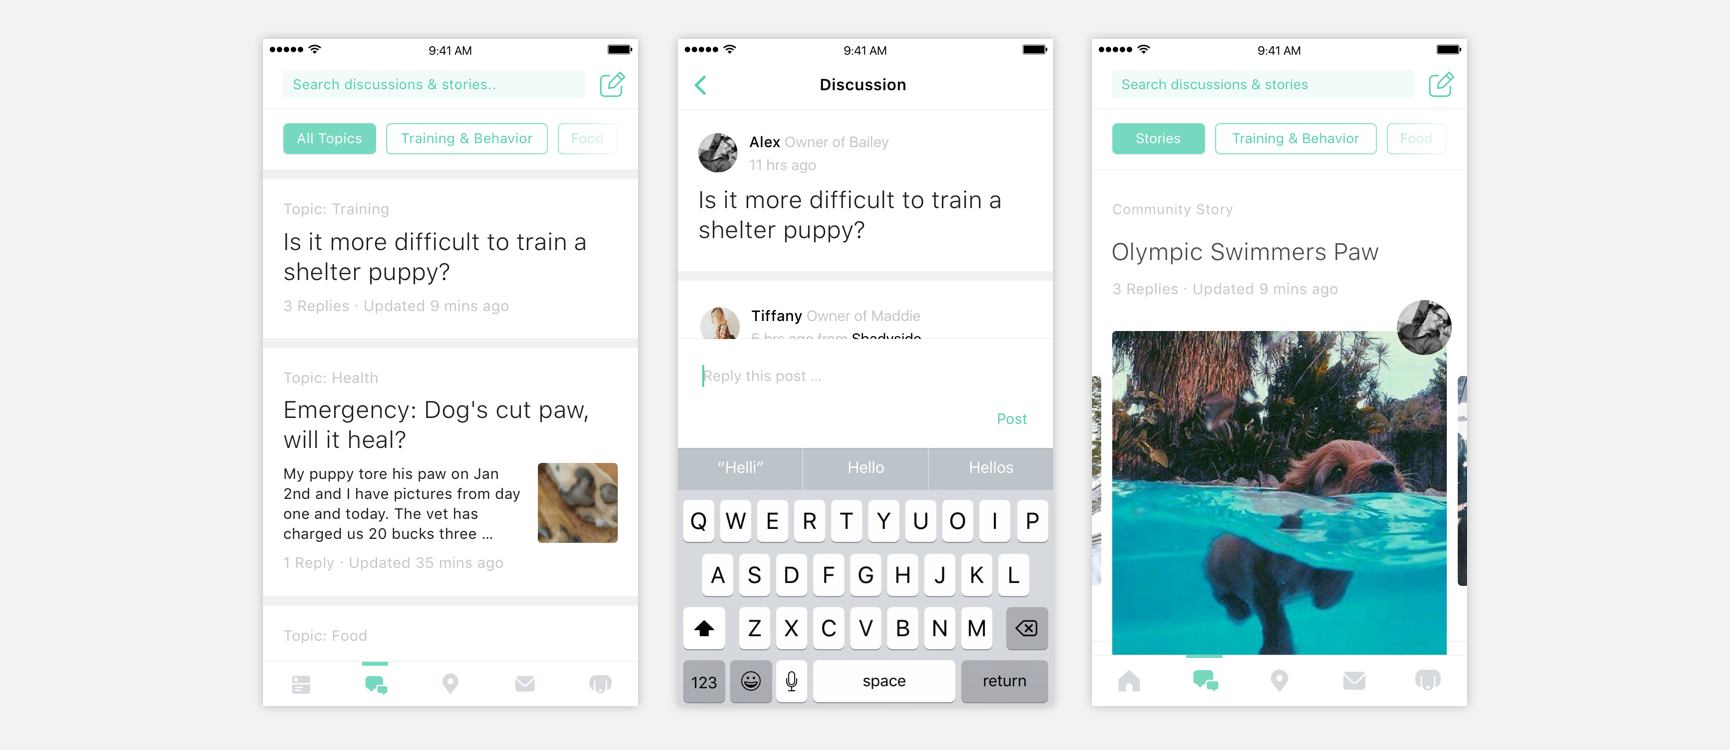 9:41 AM
Search discussions & stories..
All Topics
Training & Behavior
Food
Topic: Training
Is it more difficult to train a
shelter puppy?
3 Replies · Updated 9 mins ago
Topic: Health
Emergency: Dog's cut paw,
will it heal?
My puppy tore his paw on Jan
2nd and I have pictures from day
one and today. The vet has
charged us 20 bucks three ...
1 Reply · Updated 35 mins ago
Topic: Food
9:41 AM
Discussion
Alex Owner of Bailey
11 hrs ago
Is it more difficult to train a
shelter puppy?
Tiffany Owner of Maddie
5 hrs ago from Shadyside
Reply this post ...
Post
“Helli” Hello Hellos
Q W E R T Y U O I P
A S D F G H J K L
Z X C V B N M
123 space return
9:41 AM
Search discussions & stories
Stories
Training & Behavior
Food
Community Story
Olympic Swimmers Paw
3 Replies · Updated 9 mins ago